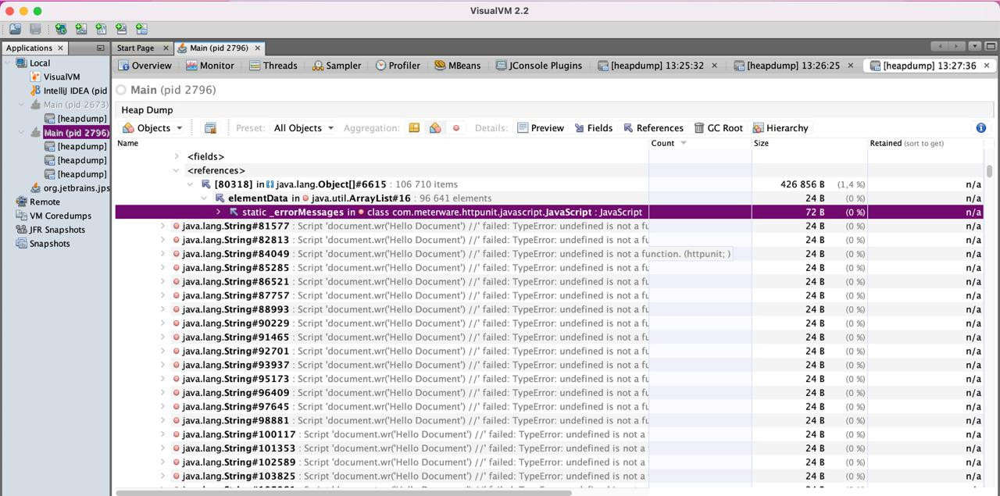 VisualVM 2.2
Applications × Start Page × Main (pid 2796) ×
Overview Monitor Threads Sampler Profiler MBeans JConsole Plugins [heapdump] 13:25:32 × [heapdump] 13:26:25 × [heapdump] 13:27:36 ×
Local
VisualVM
IntelliJ IDEA (pid
Main (pid 2673)
[heapdump]
Main (pid 2796)
[heapdump]
[heapdump]
[heapdump]
org.jetbrains.jps
Remote
VM Coredumps
JFR Snapshots
Snapshots
Main (pid 2796)
Heap Dump
Objects Preset: All Objects Aggregation: Details: Preview Fields References GC Root Hierarchy
Name Count Size Retained (sort to get)
<fields>
<references>
[80318] in java.lang.Object[]#6615 : 106 710 items 426 856 B (1,4 %) n/a
elementData in java.util.ArrayList#16 : 96 641 elements 24 B (0 %) n/a
static _errorMessages in class com.meterware.httpunit.javascript.JavaScript : JavaScript 72 B (0 %) n/a
java.lang.String#81577 : Script 'document.wr('Hello Document') //' failed: TypeError: undefined is not a fu 24 B (0 %) n/a
java.lang.String#82813 : Script 'document.wr('Hello Document') //' failed: TypeError: undefined is not a fu 24 B (0 %) n/a
java.lang.String#84049 : Script 'document.wr('Hello Document') //' failed: TypeError: undefined is not a function. (httpunit; ) 24 B (0 %) n/a
java.lang.String#85285 : Script 'document.wr('Hello Document') //' failed: TypeError: undefined is not a fu 24 B (0 %) n/a
java.lang.String#86521 : Script 'document.wr('Hello Document') //' failed: TypeError: undefined is not a fu 24 B (0 %) n/a
java.lang.String#87757 : Script 'document.wr('Hello Document') //' failed: TypeError: undefined is not a fu 24 B (0 %) n/a
java.lang.String#88993 : Script 'document.wr('Hello Document') //' failed: TypeError: undefined is not a fu 24 B (0 %) n/a
java.lang.String#90229 : Script 'document.wr('Hello Document') //' failed: TypeError: undefined is not a fu 24 B (0 %) n/a
java.lang.String#91465 : Script 'document.wr('Hello Document') //' failed: TypeError: undefined is not a fu 24 B (0 %) n/a
java.lang.String#92701 : Script 'document.wr('Hello Document') //' failed: TypeError: undefined is not a fu 24 B (0 %) n/a
java.lang.String#93937 : Script 'document.wr('Hello Document') //' failed: TypeError: undefined is not a fu 24 B (0 %) n/a
java.lang.String#95173 : Script 'document.wr('Hello Document') //' failed: TypeError: undefined is not a fu 24 B (0 %) n/a
java.lang.String#96409 : Script 'document.wr('Hello Document') //' failed: TypeError: undefined is not a fu 24 B (0 %) n/a
java.lang.String#97645 : Script 'document.wr('Hello Document') //' failed: TypeError: undefined is not a fu 24 B (0 %) n/a
java.lang.String#98881 : Script 'document.wr('Hello Document') //' failed: TypeError: undefined is not a fu 24 B (0 %) n/a
java.lang.String#100117 : Script 'document.wr('Hello Document') //' failed: TypeError: undefined is not a 24 B (0 %) n/a
java.lang.String#101353 : Script 'document.wr('Hello Document') //' failed: TypeError: undefined is not a 24 B (0 %) n/a
java.lang.String#102589 : Script 'document.wr('Hello Document') //' failed: TypeError: undefined is not a 24 B (0 %) n/a
java.lang.String#103825 : Script 'document.wr('Hello Document') //' failed: TypeError: undefined is not a 24 B (0 %) n/a